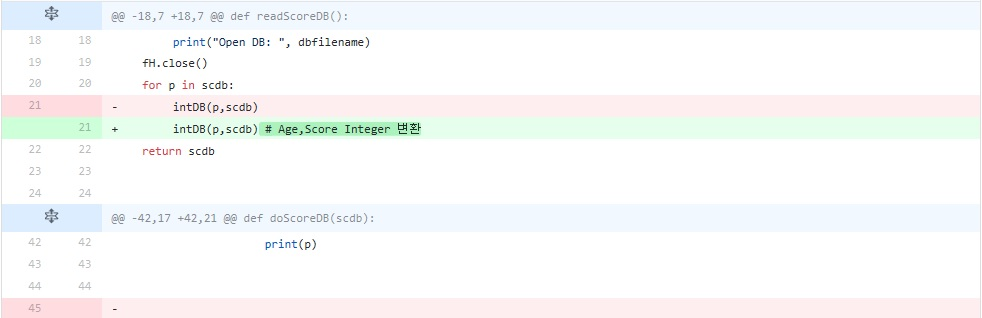 @@ -18,7 +18,7 @@ def readScoreDB():
18 18 print("Open DB: ", dbfilename)
19 19 fH.close()
20 20 for p in scdb:
21 - intDB(p,scdb)
21 + intDB(p,scdb) # Age,Score Integer 변환
22 22 return scdb
23 23
24 24
@@ -42,17 +42,21 @@ def doScoreDB(scdb):
42 42 print(p)
43 43
44 44
45 -